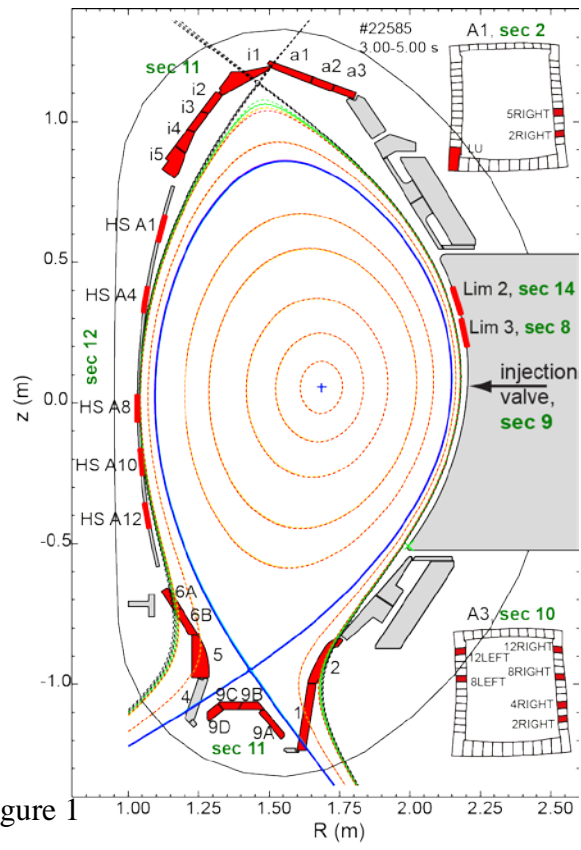 #22585
3.00-5.00 s
A1, sec 2
sec 11
i1
a1
a2
a3
i2
i3
i4
i5
5RIGHT
2RIGHT
LU
1.0
0.5
0.0
-0.5
-1.0
z (m)
HS A1
HS A4
sec 12
HS A8
HS A10
HS A12
Lim 2, sec 14
Lim 3, sec 8
injection
valve,
sec 9
A3, sec 10
12RIGHT
12LEFT
8RIGHT
8LEFT
4RIGHT
2RIGHT
6A
6B
5
4
9C
9B
9D
9A
1
2
sec 11
1.00
1.25
1.50
1.75
2.00
2.25
2.50
R (m)
gure 1